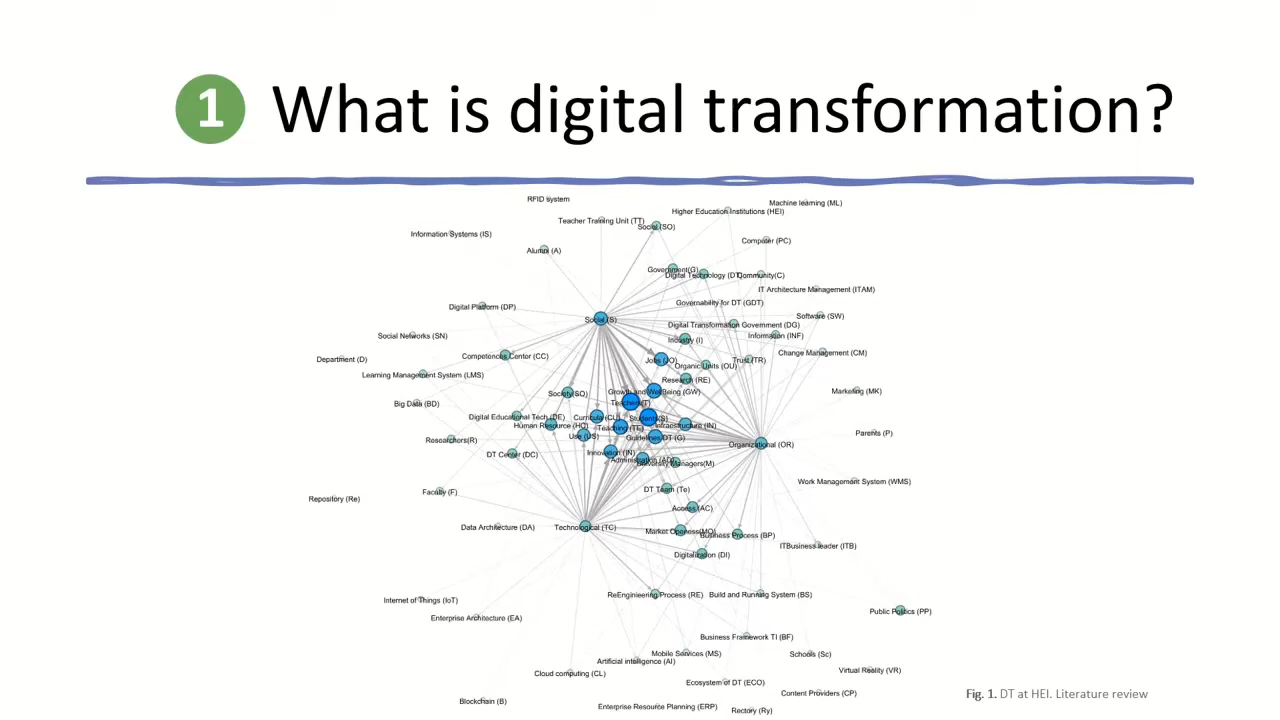 1 What is digital transformation?
RFID system
Machine learning (ML)
Higher Education Institutions (HEI)
Teacher Training Unit (TT)
Social (SO)
Information Systems (IS)
Computer (PC)
Alumni (A)
Government(G)
Digital Technology (DT)
Community(C)
IT Architecture Management (ITAM)
Governability for DT (GDT)
Digital Platform (DP)
Software (SW)
Social (S)
Digital Transformation Government (DG)
Social Networks (SN)
Information (INF)
Industry (I)
Change Management (CM)
Competences Centor (CC)
Department (D)
Jobs (JO)
Trust (TR)
Organic Units (OU)
Learning Management System (LMS)
Research (RE)
Marketing (MK)
Growth and WellBeing (GW)
Society(SO)
Teachers(T)
Big Data (BD)
Digital Educational Tech (DE)
Curricula (CU)
Students(S)
Human Resource (HO)
Infraestructure (IN)
Teaching (TE)
Parents (P)
Use (US)
Guidelines DT (G)
Researchers(R)
Organizational (OR)
Innovation (IN)
DT Center (DC)
Administration (AD)
University Managers(M)
Work Management System (WMS)
DT Team (Te)
Faculty (F)
Repository (Re)
Access (AC)
Data Architecture (DA)
Technological (TC)
Market Openess(MO)
Business Process (BP)
ITBusiness leader (ITB)
Digitalization (DI)
ReEngineering Process (RE)
Build and Running System (BS)
Internet of Things (IoT)
Public Politics (PP)
Enterprise Architecture (EA)
Business Framework TI (BF)
Mobile Services (MS)
Schools (Sc)
Artificial intelligence (AI)
Virtual Reality (VR)
Cloud computing (CL)
Ecosystem of DT (ECO)
Content Providers (CP)
Fig. 1. DT at HEI. Literature review
Blockchain (B)
Enterprise Resource Planning (ERP)
Rectory (Ry)